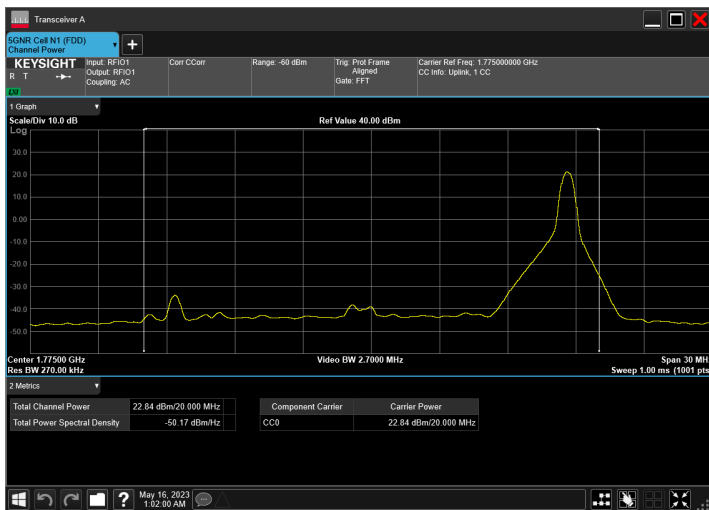 Transceiver A
5GNR Cell N1 (FDD)
Channel Power
KEYSIGHT
R T
LXI
Input: RFIO1
Output: RFIO1
Coupling: AC
Corr CCorr
Range: -60 dBm
Trig: Prot Frame
Aligned
Gate: FFT
Carrier Ref Freq: 1.775000000 GHz
CC Info: Uplink, 1 CC
1 Graph
Scale/Div 10.0 dB
Ref Value 40.00 dBm
Log
30.0
20.0
10.0
0.00
-10.0
-20.0
-30.0
-40.0
-50.0
Center 1.77500 GHz
Video BW 2.7000 MHz
Span 30 MH
Res BW 270.00 kHz
Sweep 1.00 ms (1001 pts
2 Metrics
Total Channel Power 22.84 dBm/20.000 MHz
Total Power Spectral Density -50.17 dBm/Hz
Component Carrier Carrier Power
CC0 22.84 dBm/20.000 MHz
?
May 16, 2023
1:02:00 AM